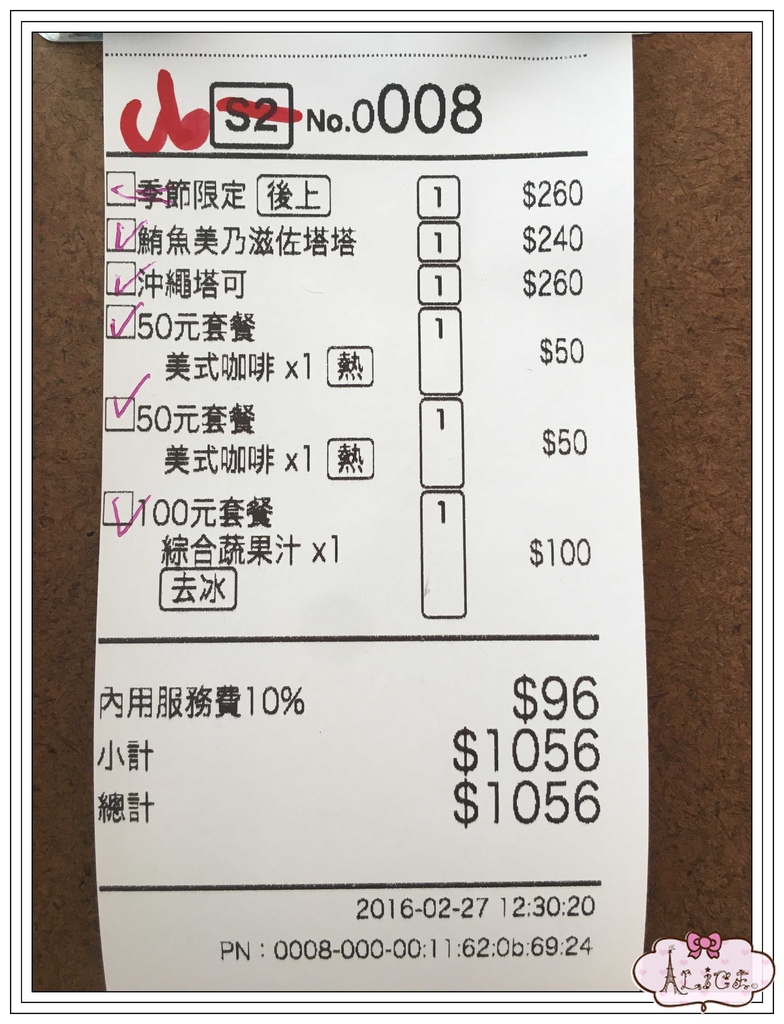 S2 No.0008
季節限定 後上 1 $260
鮪魚美乃滋佐塔塔 1 $240
沖繩塔可 1 $260
50元套餐 1
美式咖啡 x1 熱 $50
50元套餐 1
美式咖啡 x1 熱 $50
100元套餐 1
綜合蔬果汁 x1 $100
去冰
內用服務費10% $96
小計 $1056
總計 $1056
2016-02-27 12:30:20
PN：0008-000-00:11:62:0b:69:24
ALICE.